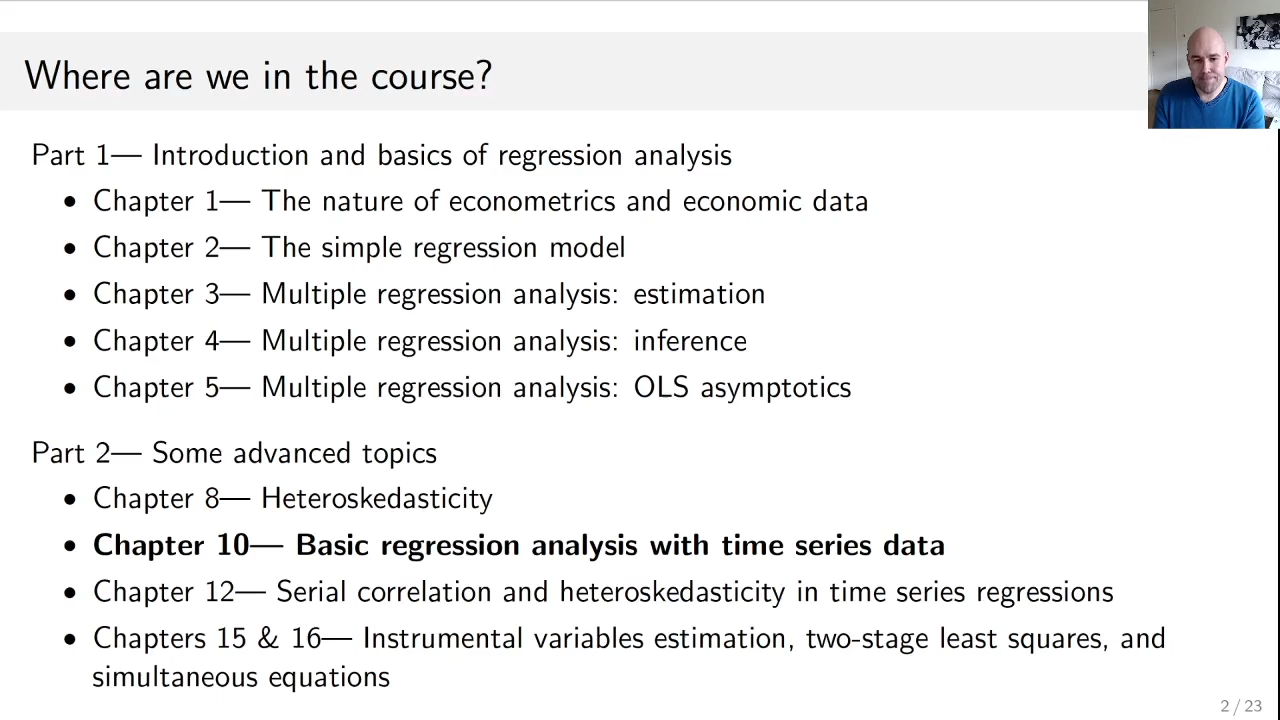 Where are we in the course?
Part 1— Introduction and basics of regression analysis
• Chapter 1— The nature of econometrics and economic data
• Chapter 2— The simple regression model
• Chapter 3— Multiple regression analysis: estimation
• Chapter 4— Multiple regression analysis: inference
• Chapter 5— Multiple regression analysis: OLS asymptotics
Part 2— Some advanced topics
• Chapter 8— Heteroskedasticity
• Chapter 10— Basic regression analysis with time series data
• Chapter 12— Serial correlation and heteroskedasticity in time series regressions
• Chapters 15 & 16— Instrumental variables estimation, two-stage least squares, and
simultaneous equations
2 / 23